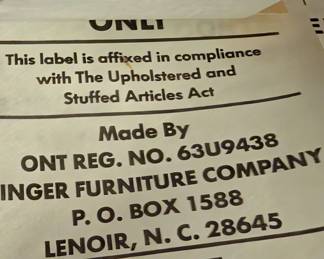 ONLY
This label is affixed in compliance
with The Upholstered and
Stuffed Articles Act
Made By
ONT REG. NO. 63U9438
INGER FURNITURE COMPANY
P. O. BOX 1588
LENOIR, N. C. 28645